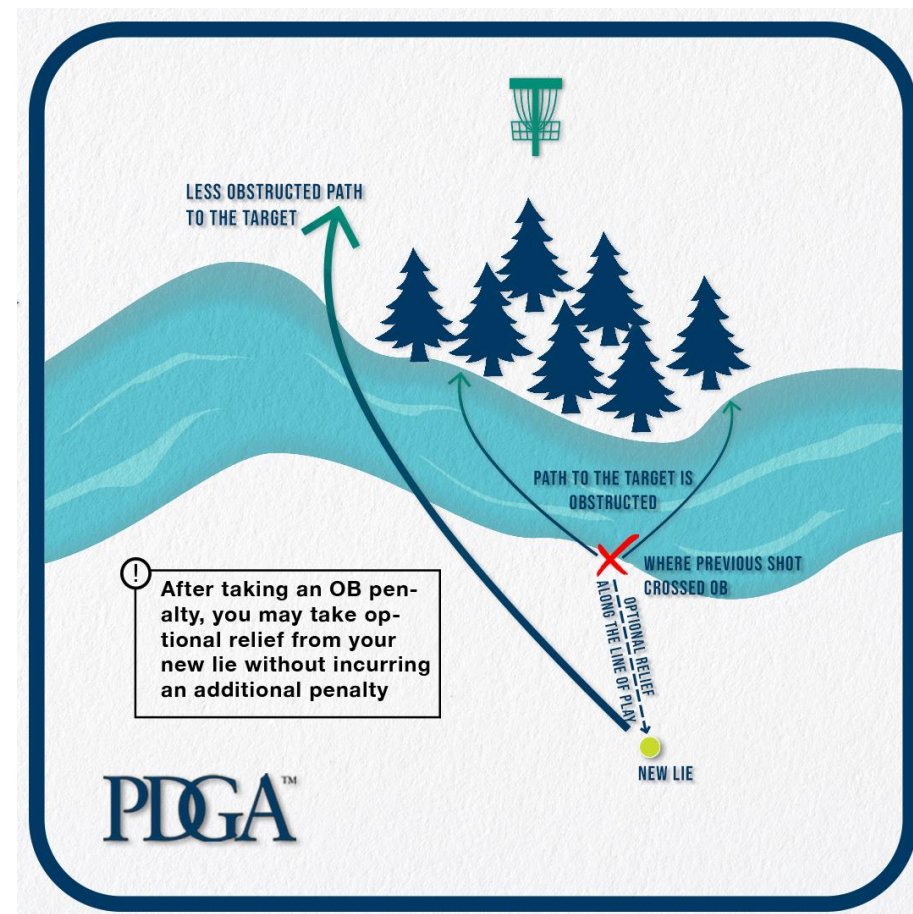 LESS OBSTRUCTED PATH
TO THE TARGET
PATH TO THE TARGET IS
OBSTRUCTED
WHERE PREVIOUS SHOT
CROSSED OB
OPTIONAL RELIEF
ALONG THE LINE OF PLAY
!
After taking an OB pen-
alty, you may take op-
tional relief from your
new lie without incurring
an additional penalty
NEW LIE
PDGA™